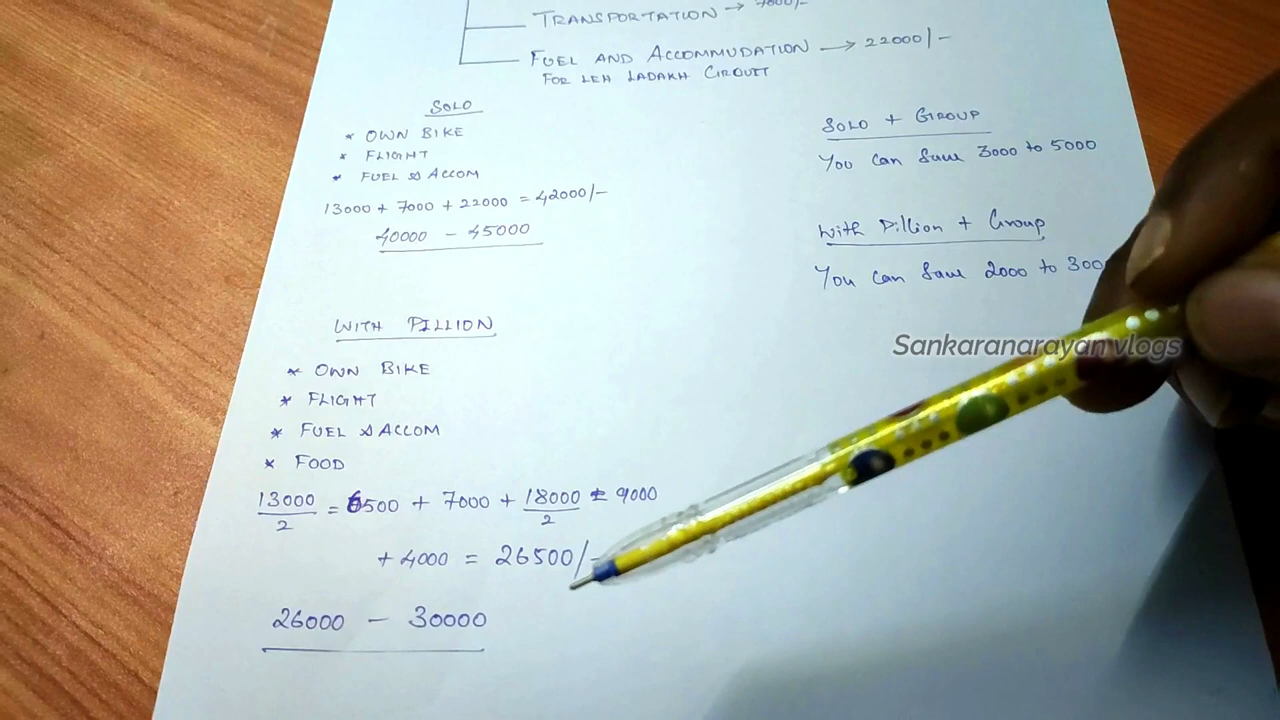 TRANSPORTATION → 7000/-
FUEL AND ACCOMMUDATION → 22000/-
FOR LEH LADAKH CIRCUIT
SOLO
* OWN BIKE
* FLIGHT
* FUEL & ACCOM
13000 + 7000 + 22000 = 42000/-
40000 - 45000
SOLO + GROUP
You can Save 3000 to 5000
With Pillion + Group
You can Save 2000 to 300
WITH PILLION
* OWN BIKE
* FLIGHT
* FUEL & ACCOM
* FOOD
13000/2 = 6500 + 7000 + 18000/2 = 9000
+ 4000 = 26500/-
26000 - 30000
Sankaranarayan vlogs